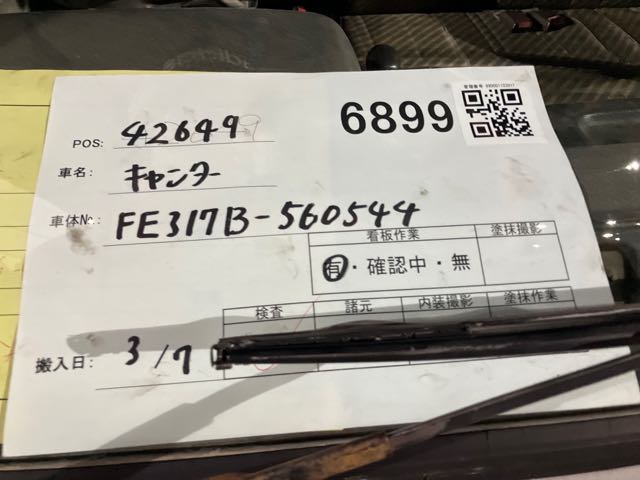 6899
POS: 42649
車名: キャンター
車体No.: FE317B-560544
看板作業 塗抹撮影
有・確認中・無
検査 諸元 内装撮影 塗抹作業
搬入日: 3/7